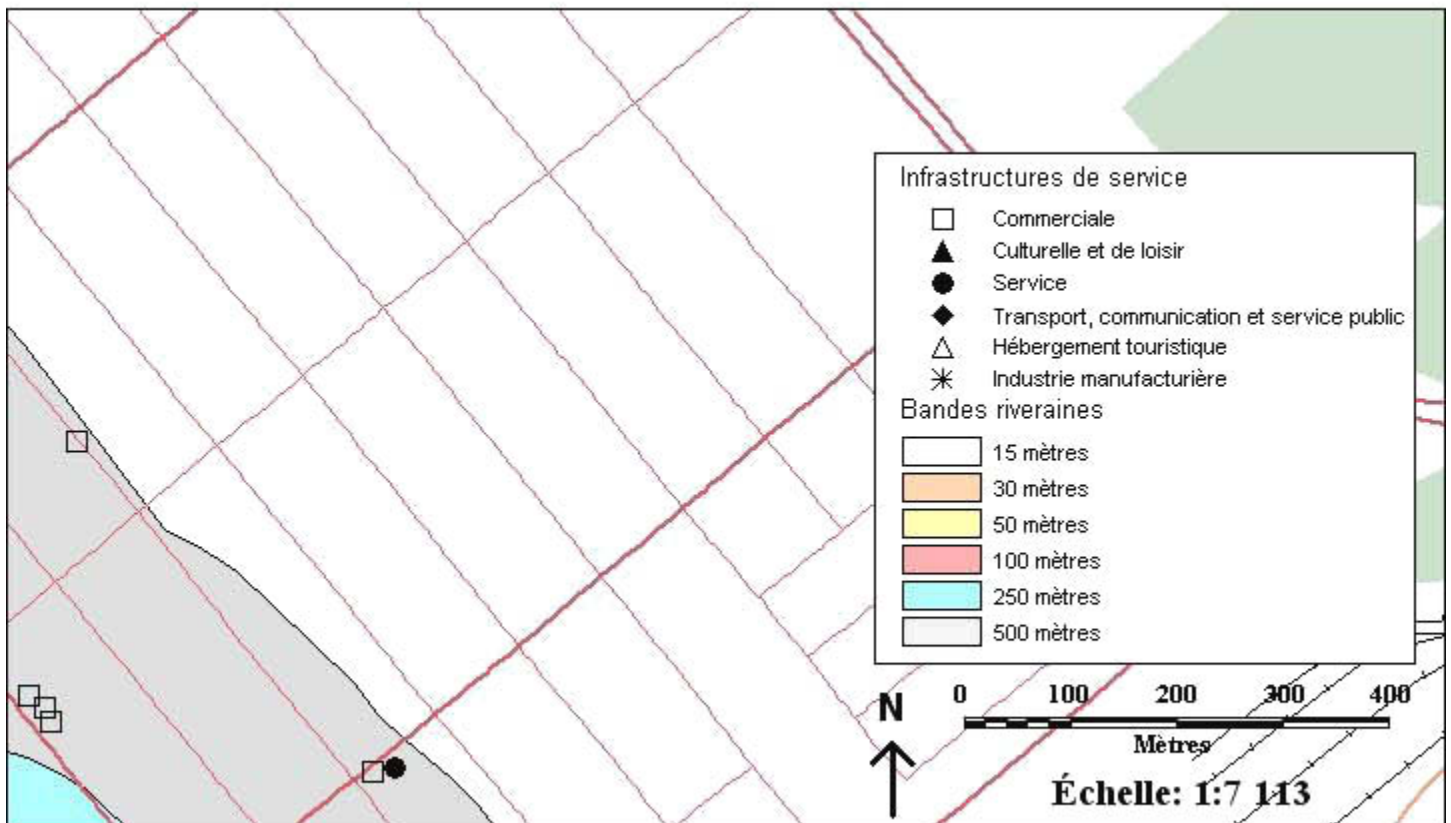 Infrastructures de service
Commerciale
Culturelle et de loisir
Service
Transport, communication et service public
Hébergement touristique
Industrie manufacturière
Bandes riveraines
15 mètres
30 mètres
50 mètres
100 mètres
250 mètres
500 mètres
N
0 100 200 300 400
Mètres
Échelle: 1:7 113